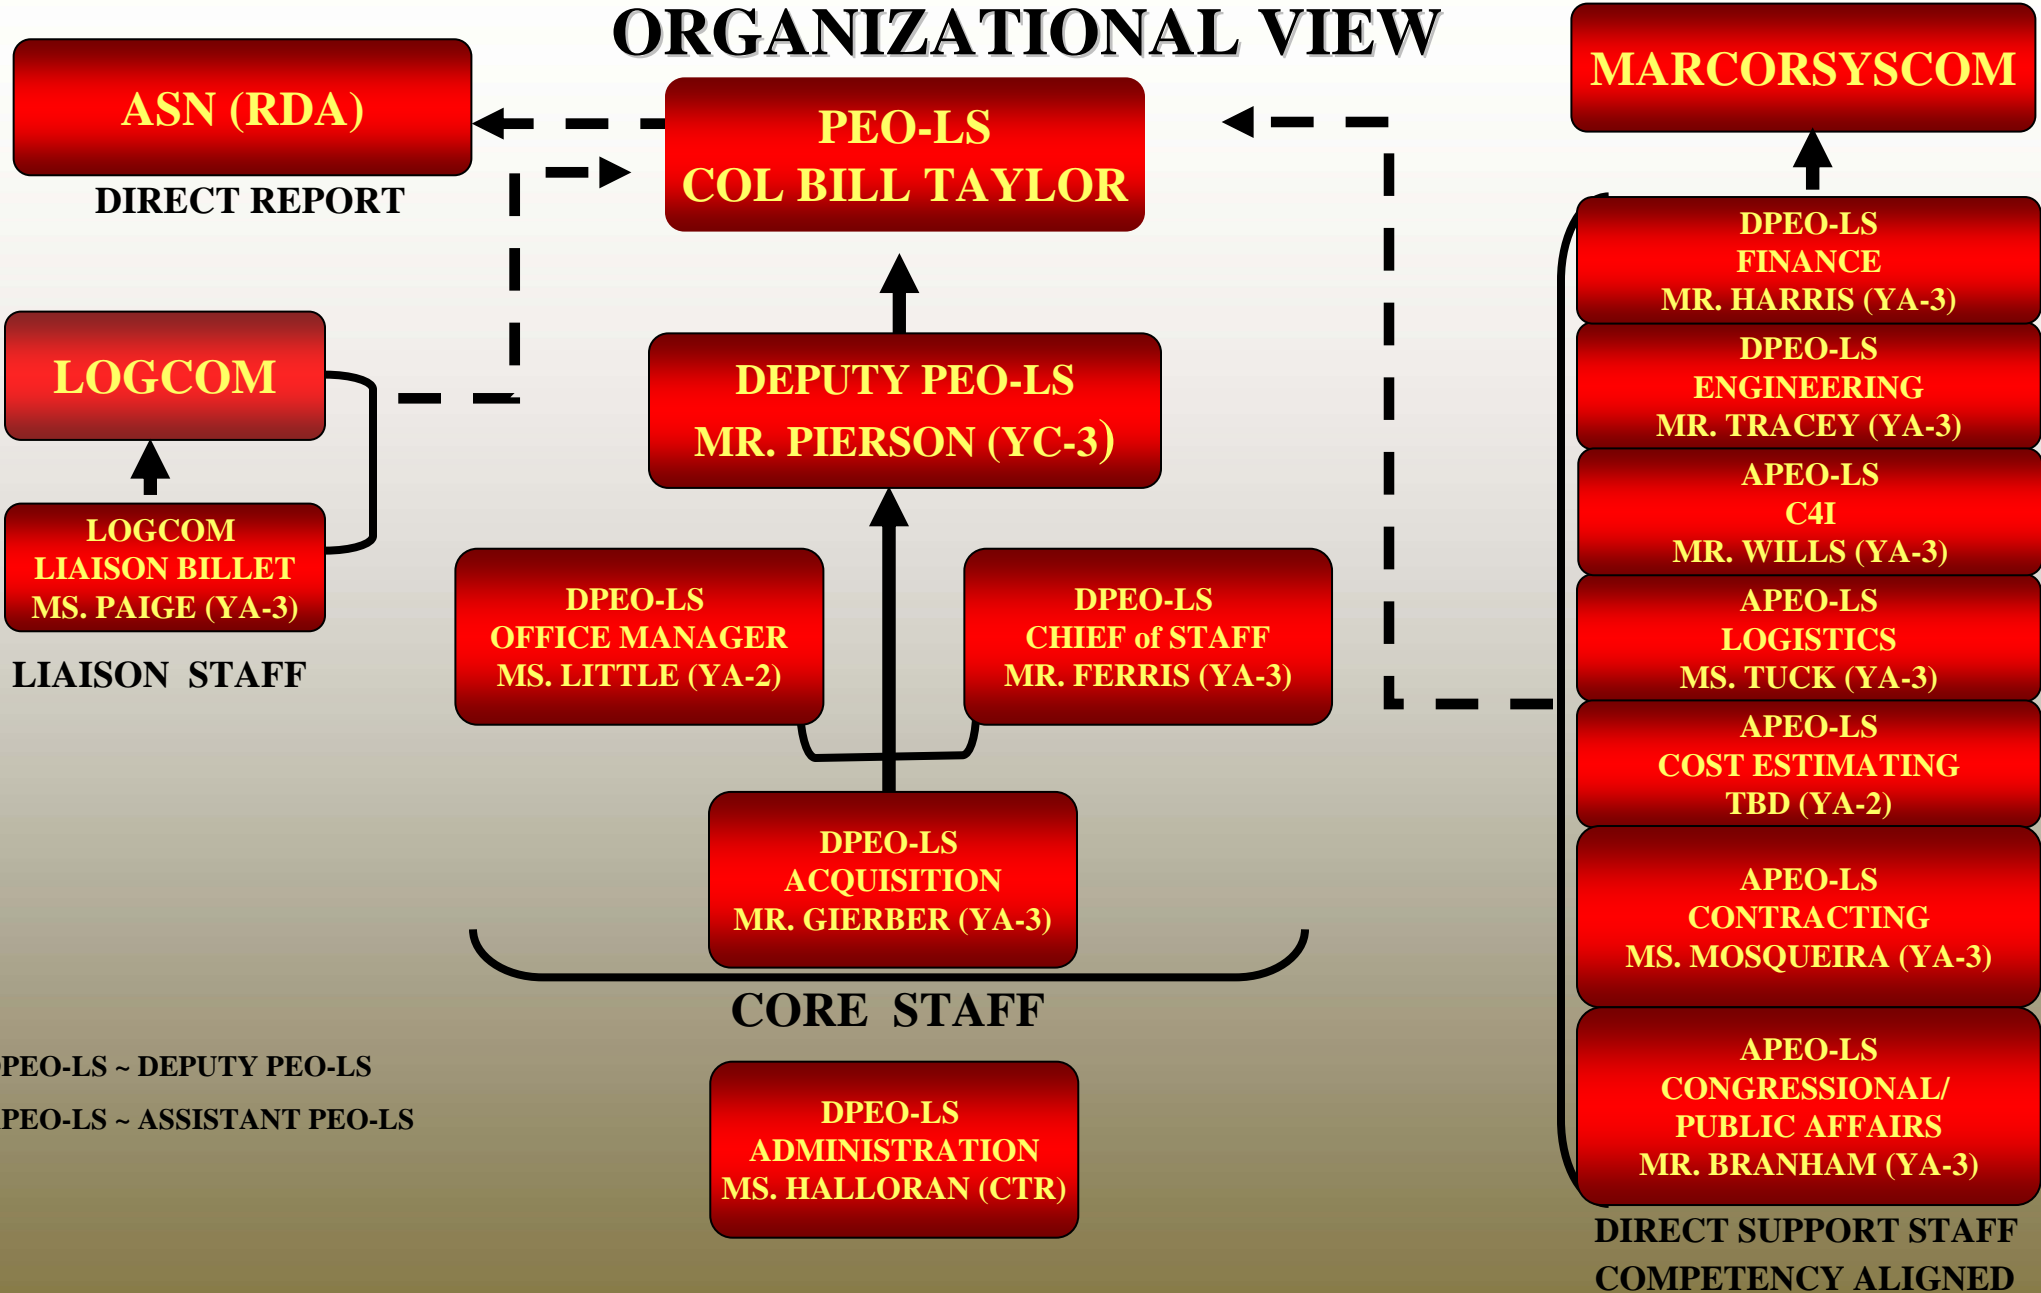 ORGANIZATIONAL VIEW
ASN (RDA)
DIRECT REPORT
PEO-LS
COL BILL TAYLOR
MARCORSYSCOM
LOGCOM
LOGCOM
LIAISON BILLET
MS. PAIGE (YA-3)
LIAISON STAFF
DEPUTY PEO-LS
MR. PIERSON (YC-3)
DPEO-LS
OFFICE MANAGER
MS. LITTLE (YA-2)
DPEO-LS
CHIEF of STAFF
MR. FERRIS (YA-3)
DPEO-LS
ACQUISITION
MR. GIERBER (YA-3)
CORE STAFF
DPEO-LS
ADMINISTRATION
MS. HALLORAN (CTR)
DPEO-LS
FINANCE
MR. HARRIS (YA-3)
DPEO-LS
ENGINEERING
MR. TRACEY (YA-3)
APEO-LS
C4I
MR. WILLS (YA-3)
APEO-LS
LOGISTICS
MS. TUCK (YA-3)
APEO-LS
COST ESTIMATING
TBD (YA-2)
APEO-LS
CONTRACTING
MS. MOSQUEIRA (YA-3)
APEO-LS
CONGRESSIONAL/
PUBLIC AFFAIRS
MR. BRANHAM (YA-3)
DIRECT SUPPORT STAFF
COMPETENCY ALIGNED
DPEO-LS ~ DEPUTY PEO-LS
APEO-LS ~ ASSISTANT PEO-LS